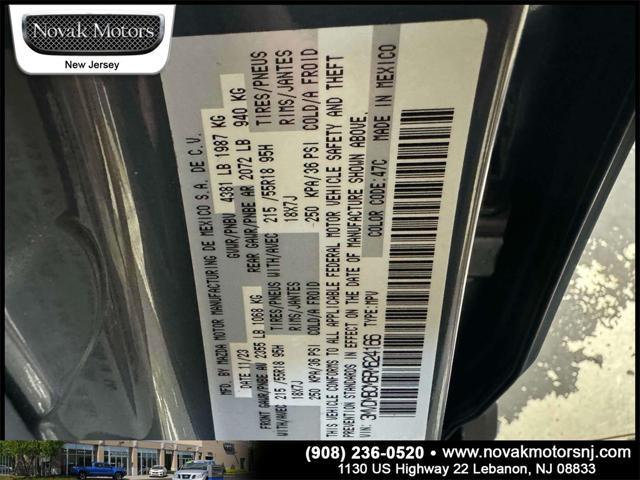 Novak Motors
New Jersey
MFD. BY MAZDA MOTOR MANUFACTURING DE MEXICO S.A. DE C.V.
DATE: 11/23 GVWR/PNBV 4381 LB 1987 KG
FRONT GAWR/PNBE AV 2355 LB 1068 KG REAR GAWR/PNBE AR 2072 LB 940 KG
WITH/AVEC 215 /55R18 95H TIRES/PNEUS WITH/AVEC 215 /55R18 95H TIRES/PNEUS
18X7J RIMS/JANTES 18X7J RIMS/JANTES
250 KPA/36 PSI COLD/A FROID 250 KPA/36 PSI COLD/A FROID
THIS VEHICLE CONFORMS TO ALL APPLICABLE FEDERAL MOTOR VEHICLE SAFETY AND THEFT
PREVENTION STANDARDS IN EFFECT ON THE DATE OF MANUFACTURE SHOWN ABOVE.
VIN: TYPE:MPV COLOR CODE:47C MADE IN MEXICO
(908) 236-0520 - www.novakmotorsnj.com
1130 US Highway 22 Lebanon, NJ 08833